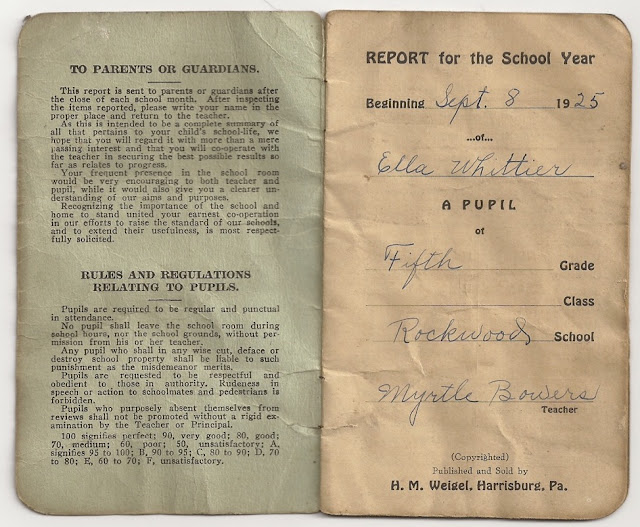 TO PARENTS OR GUARDIANS.
This report is sent to parents or guardians after
the close of each school month. After inspecting
the items reported, please write your name in the
proper place and return to the teacher.
As this is intended to be a complete summary of
all that pertains to your child's school-life, we
hope that you will regard it with more than a mere
passing interest and that you will co-operate with
the teacher in securing the best possible results so
far as relates to progress.
Your frequent presence in the school room
would be very encouraging to both teacher and
pupil, while it would also give you a clearer un-
derstanding of our aims and purposes.
Recognizing the importance of the school and
home to stand united your earnest co-operation
in our efforts to raise the standard of our schools,
and to extend their usefulness, is most respect-
fully solicited.
RULES AND REGULATIONS
RELATING TO PUPILS.
Pupils are required to be regular and punctual
in attendance.
No pupil shall leave the school room during
school hours, nor the school grounds, without per-
mission from his or her teacher.
Any pupil who shall in any wise cut, deface or
destroy school property shall be liable to such
punishment as the misdemeanor merits.
Pupils are requested to be respectful and
obedient to those in authority. Rudeness in
speech or action to schoolmates and pedestrians is
forbidden.
Pupils who purposely absent themselves from
reviews shall not be promoted without a rigid ex-
amination by the Teacher or Principal.
100 signifies perfect; 90, very good; 80, good;
70, medium; 60, poor; 50, unsatisfactory; A,
signifies 95 to 100; B, 90 to 95; C, 80 to 90; D, 70
to 80; E, 60 to 70; F, unsatisfactory.
REPORT for the School Year
Beginning Sept. 8 1925
...of...
Ella Whittier
A PUPIL
of
Fifth Grade
Class
Rockwood School
Myrtle Bowers
Teacher
(Copyrighted)
Published and Sold by
H. M. Weigel, Harrisburg, Pa.